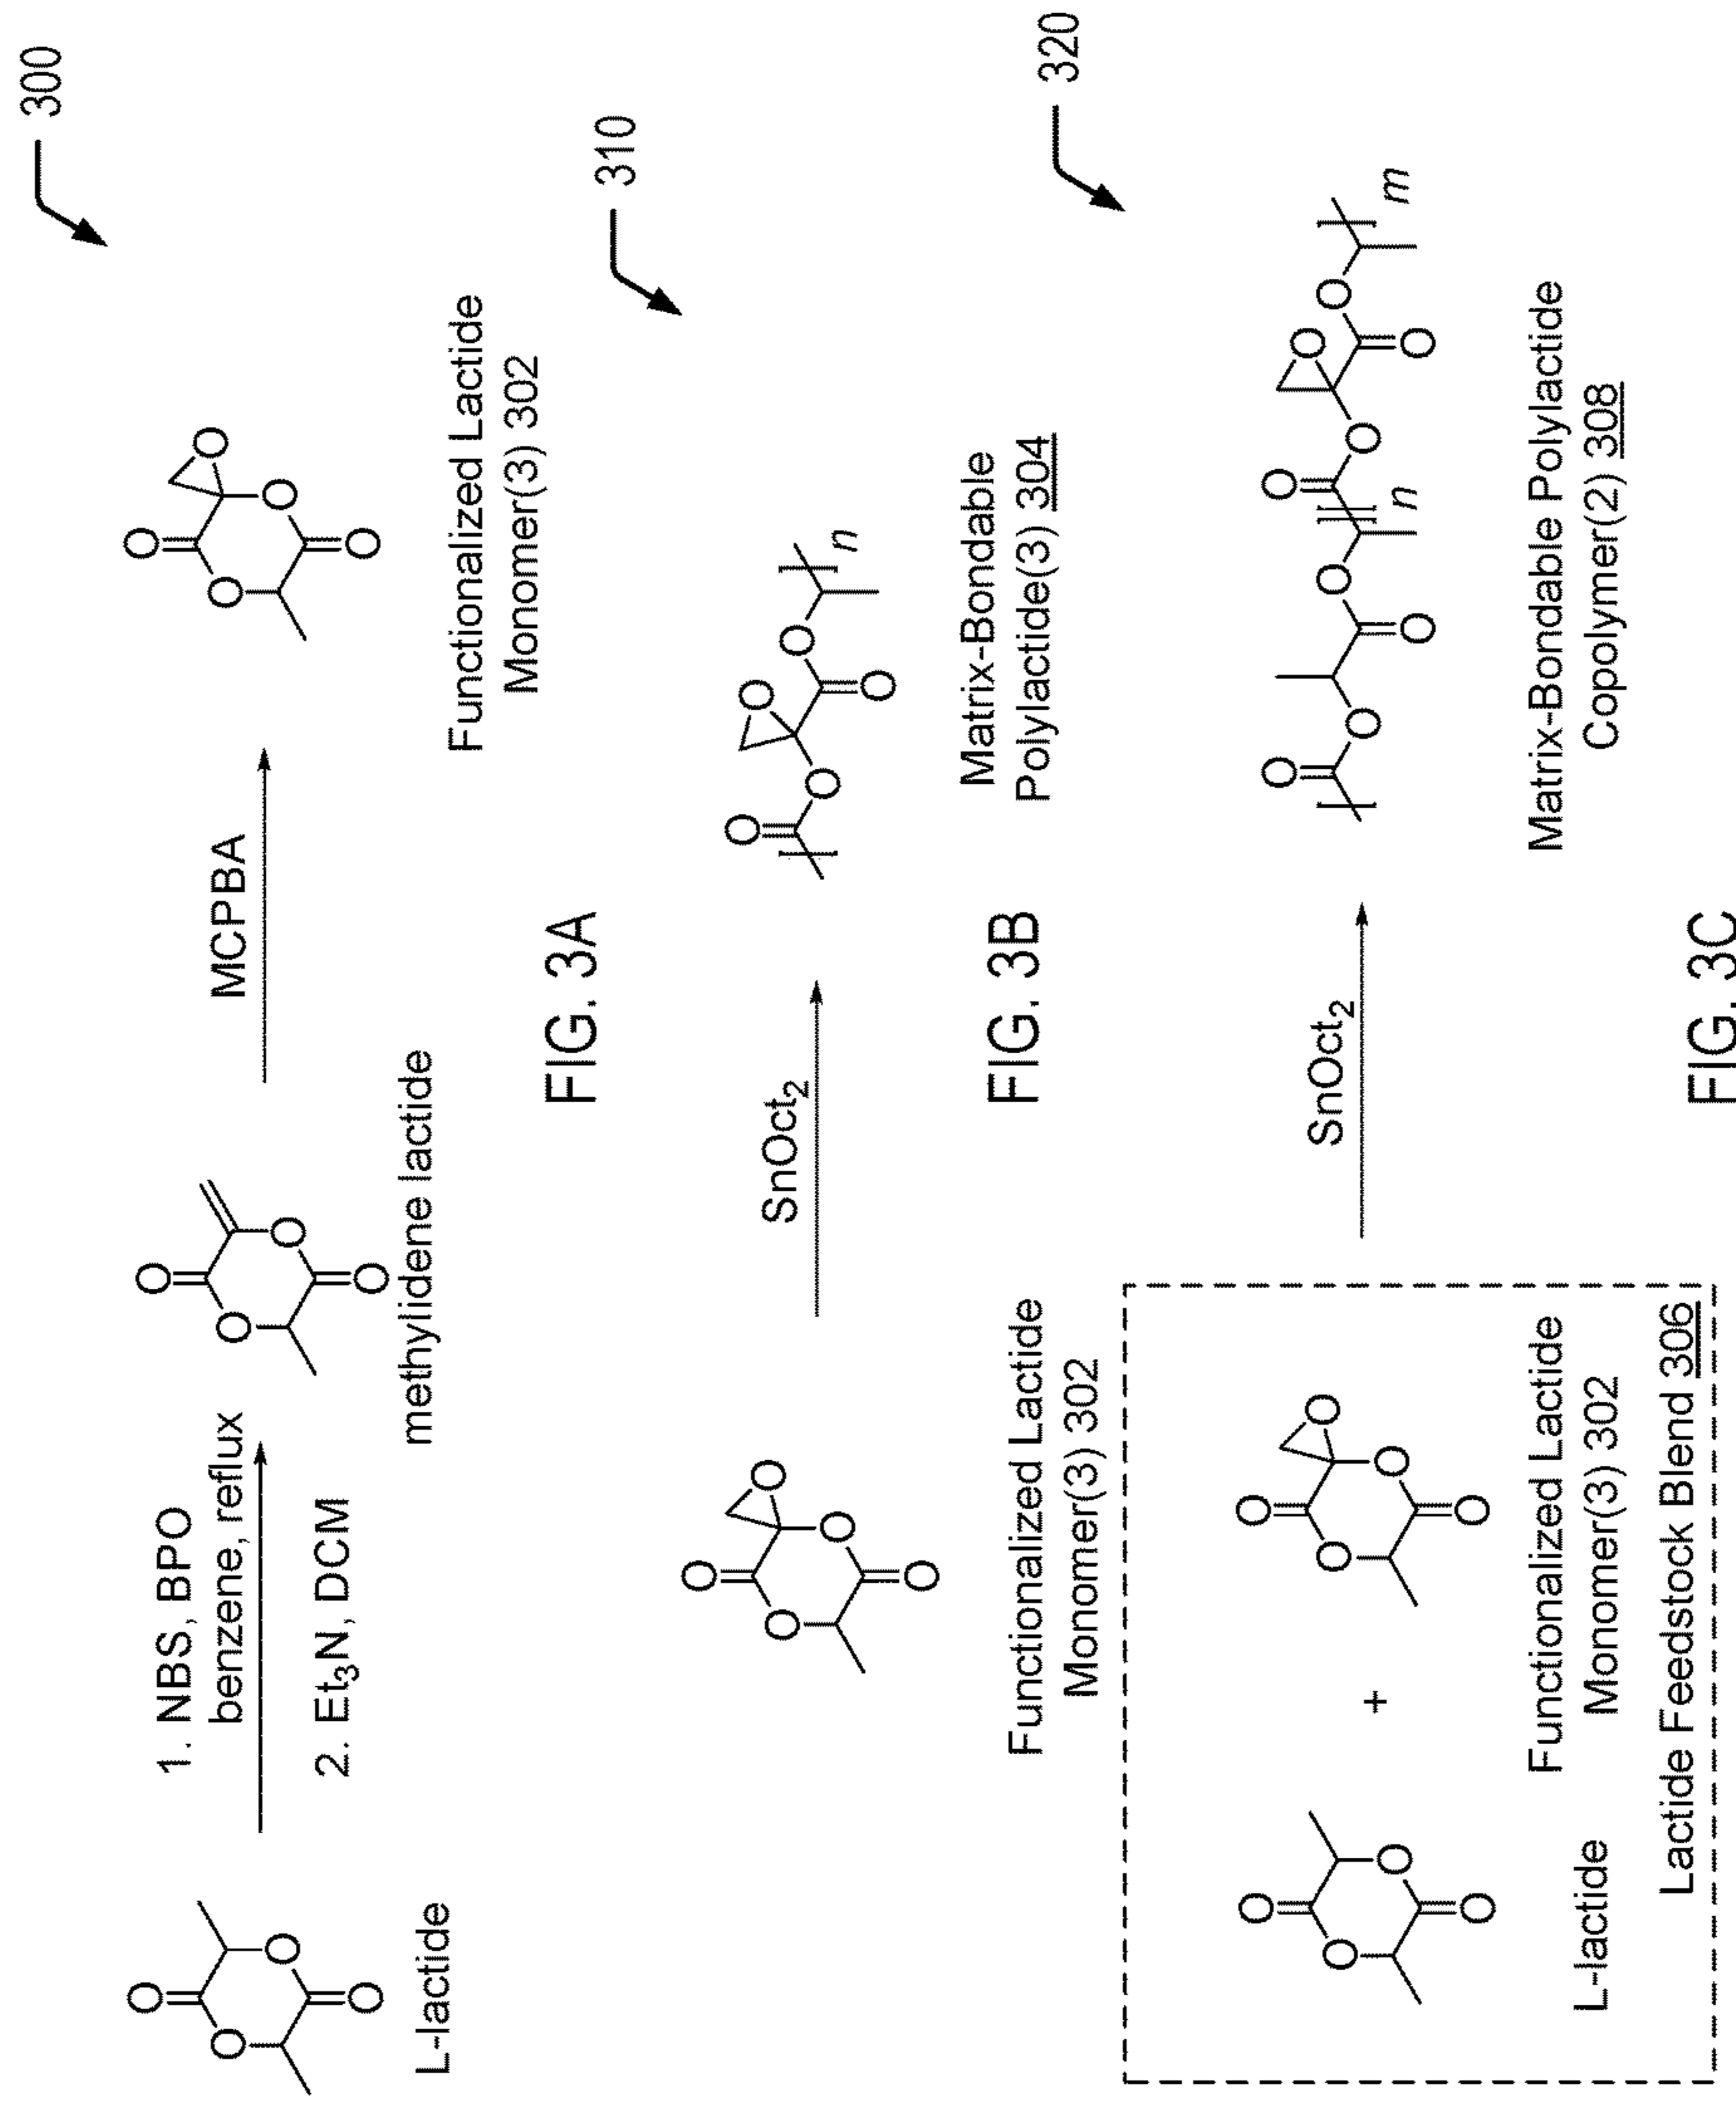 300
1. NBS, BPO
benzene, reflux
2. Et₃N, DCM
MCPBA
O
O
O
O
L-lactide
O
O
O
O
methylidene lactide
O
O
O
O
O
Functionalized Lactide
Monomer(3) 302
FIG. 3A
310
O
O
O
O
O
Functionalized Lactide
Monomer(3) 302
SnOct₂
O
O
O
O
O
n
Matrix-Bondable
Polylactide(3) 304
FIG. 3B
320
O
O
O
O
L-lactide
+
O
O
O
O
O
Functionalized Lactide
Monomer(3) 302
Lactide Feedstock Blend 306
SnOct₂
O
O
O
O
n
O
O
O
O
O
m
Matrix-Bondable Polylactide
Copolymer(2) 308
FIG. 3C